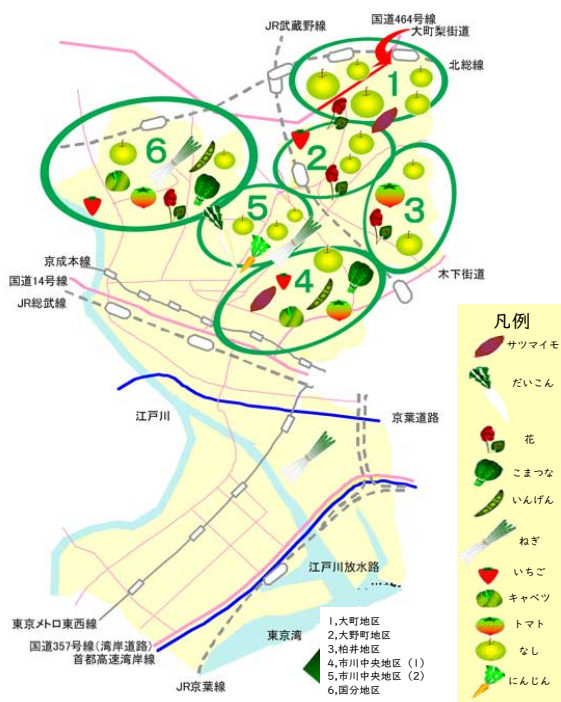 国道464号線
大町梨街道
JR武蔵野線
北総線
1
2
3
4
5
6
京成本線
国道14号線
JR総武線
木下街道
江戸川
京葉道路
江戸川放水路
東京メトロ東西線
国道357号線(湾岸道路)
首都高速湾岸線
東京湾
JR京葉線
1,大町地区
2,大野町地区
3,柏井地区
4,市川中央地区（1）
5,市川中央地区（2）
6,国分地区
凡例
サツマイモ
だいこん
花
こまつな
いんげん
ねぎ
いちご
キャベツ
トマト
なし
にんじん